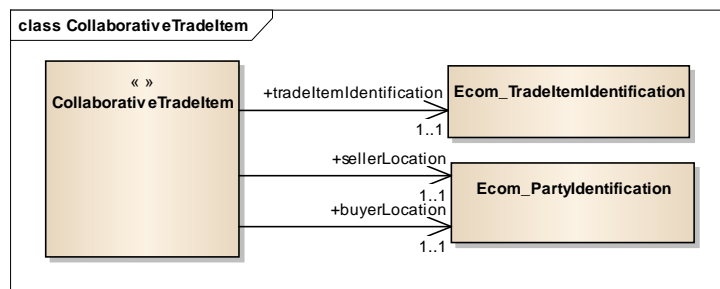 class CollaborativeTradeItem
« »
CollaborativeTradeItem
+tradeItemIdentification
1..1
Ecom_TradeItemIdentification
+sellerLocation
1..1
Ecom_PartyIdentification
+buyerLocation
1..1